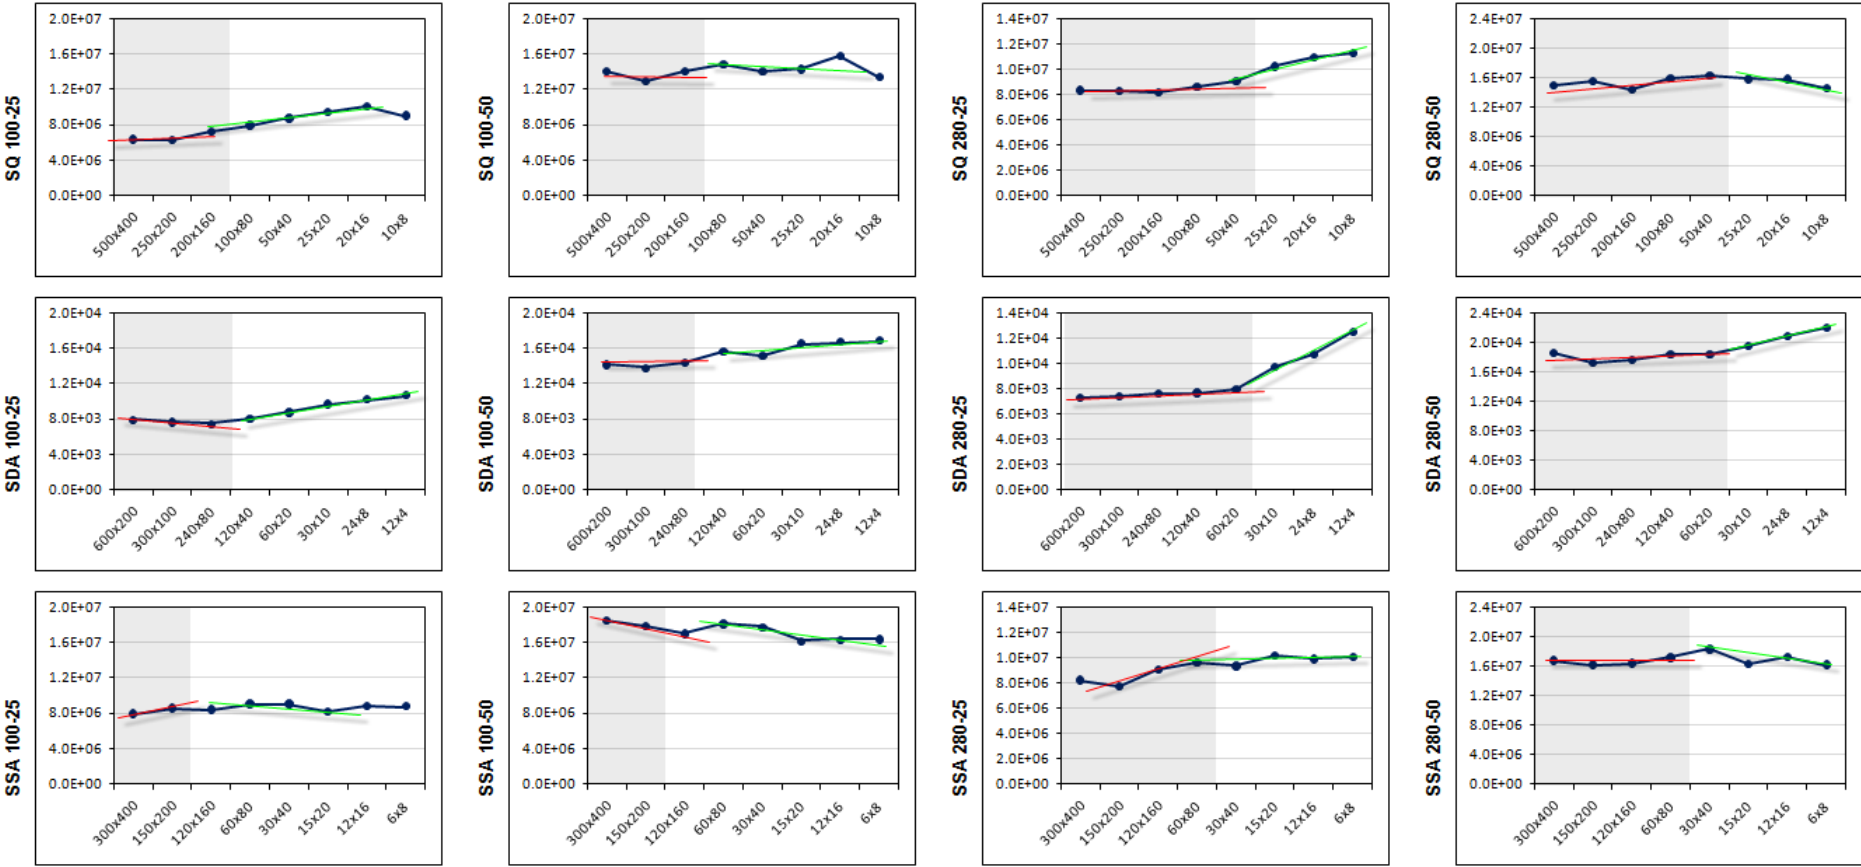 SQ 100-25
2.0E+07
1.6E+07
1.2E+07
8.0E+06
4.0E+06
0.0E+00
500x400
250x200
200x160
100x80
50x40
25x20
20x16
10x8
SQ 100-50
2.0E+07
1.6E+07
1.2E+07
8.0E+06
4.0E+06
0.0E+00
500x400
250x200
200x160
100x80
50x40
25x20
20x16
10x8
SQ 280-25
1.4E+07
1.2E+07
1.0E+07
8.0E+06
6.0E+06
4.0E+06
2.0E+06
0.0E+00
500x400
250x200
200x160
100x80
50x40
25x20
20x16
10x8
SQ 280-50
2.4E+07
2.0E+07
1.6E+07
1.2E+07
8.0E+06
4.0E+06
0.0E+00
500x400
250x200
200x160
100x80
50x40
25x20
20x16
10x8
SDA 100-25
2.0E+04
1.6E+04
1.2E+04
8.0E+03
4.0E+03
0.0E+00
600x200
300x100
240x80
120x40
60x20
30x10
24x8
12x4
SDA 100-50
2.0E+04
1.6E+04
1.2E+04
8.0E+03
4.0E+03
0.0E+00
600x200
300x100
240x80
120x40
60x20
30x10
24x8
12x4
SDA 280-25
1.4E+04
1.2E+04
1.0E+04
8.0E+03
6.0E+03
4.0E+03
2.0E+03
0.0E+00
600x200
300x100
240x80
120x40
60x20
30x10
24x8
12x4
SDA 280-50
2.4E+04
2.0E+04
1.6E+04
1.2E+04
8.0E+03
4.0E+03
0.0E+00
600x200
300x100
240x80
120x40
60x20
30x10
24x8
12x4
SSA 100-25
2.0E+07
1.6E+07
1.2E+07
8.0E+06
4.0E+06
0.0E+00
300x400
150x200
120x160
60x80
30x40
15x20
12x16
6x8
SSA 100-50
2.0E+07
1.6E+07
1.2E+07
8.0E+06
4.0E+06
0.0E+00
300x400
150x200
120x160
60x80
30x40
15x20
12x16
6x8
SSA 280-25
1.4E+07
1.2E+07
1.0E+07
8.0E+06
6.0E+06
4.0E+06
2.0E+06
0.0E+00
300x400
150x200
120x160
60x80
30x40
15x20
12x16
6x8
SSA 280-50
2.4E+07
2.0E+07
1.6E+07
1.2E+07
8.0E+06
4.0E+06
0.0E+00
300x400
150x200
120x160
60x80
30x40
15x20
12x16
6x8